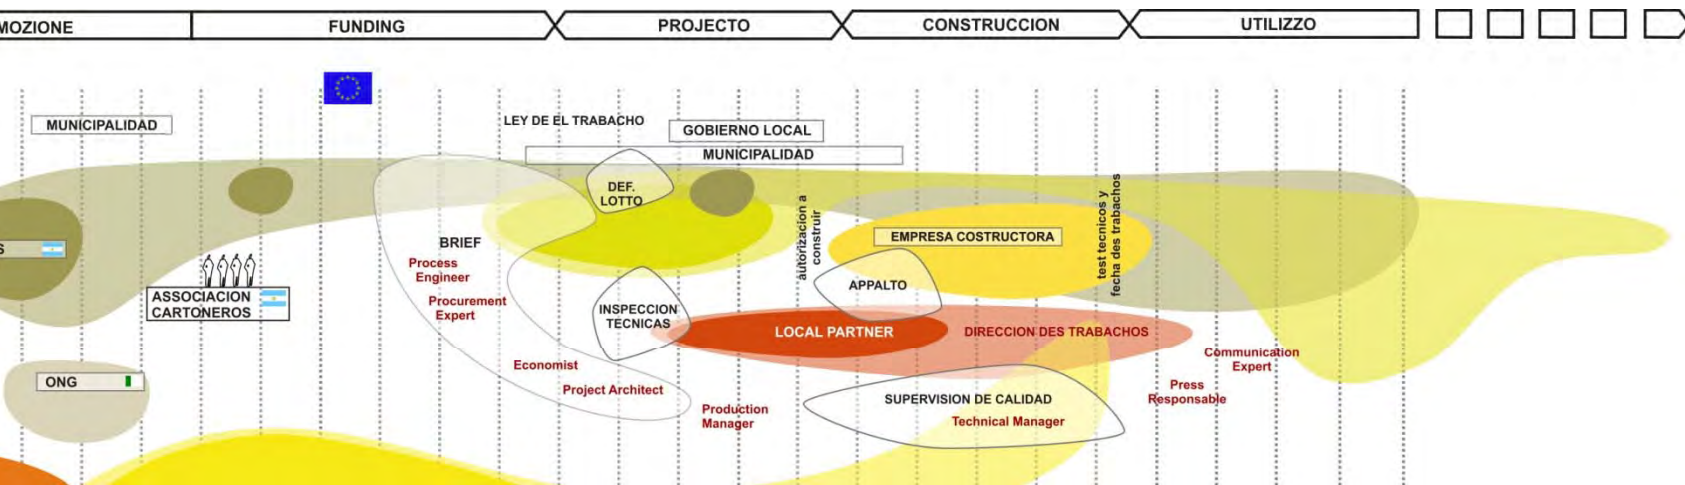 MOZIONE
FUNDING
PROJECTO
CONSTRUCCION
UTILIZZO
MUNICIPALIDAD
LEY DE EL TRABACHO
GOBIERNO LOCAL
MUNICIPALIDAD
DEF.
LOTTO
autorizacion a
construir
test tecnicos y
fecha des trabachos
S
BRIEF
EMPRESA COSTRUCTORA
Process
Engineer
APPALTO
ASSOCIACION
CARTONEROS
Procurement
Expert
INSPECCION
TECNICAS
LOCAL PARTNER
DIRECCION DES TRABACHOS
Communication
Expert
Economist
ONG
Project Architect
Press
Responsable
Production
Manager
SUPERVISION DE CALIDAD
Technical Manager